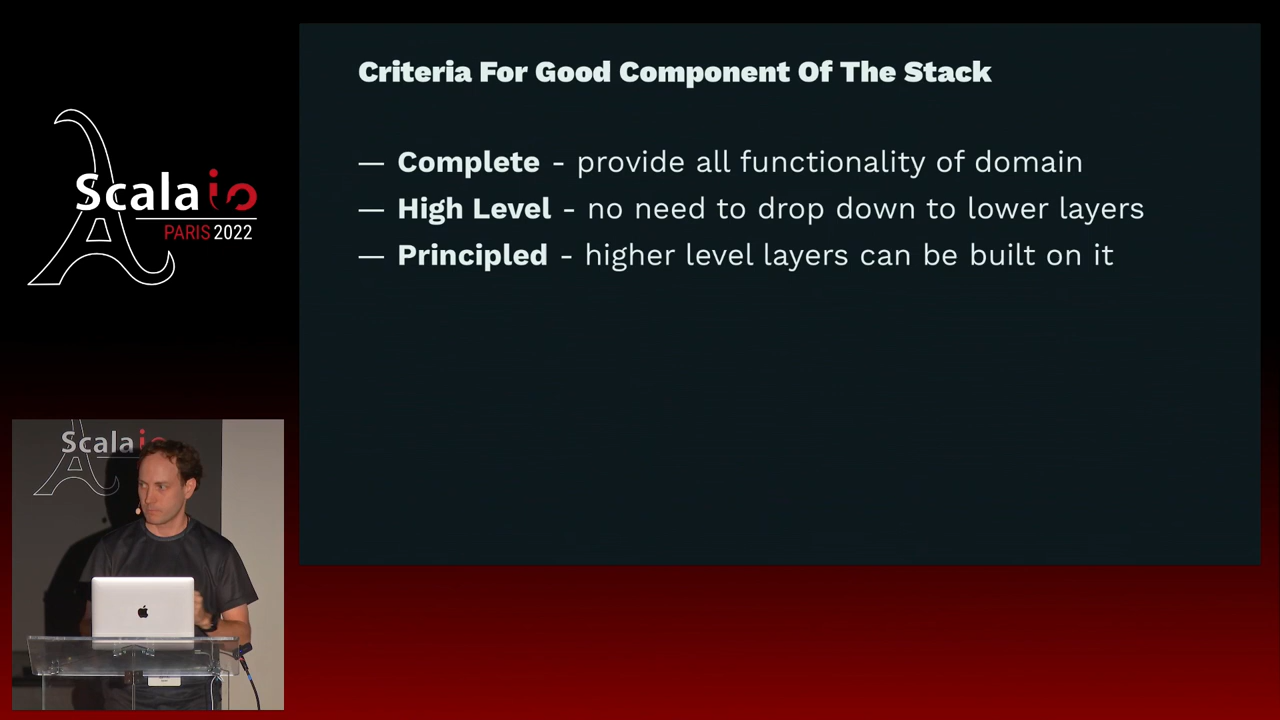 Criteria For Good Component Of The Stack
— Complete - provide all functionality of domain
— High Level - no need to drop down to lower layers
— Principled - higher level layers can be built on it
Scala io
PARIS 2022
Scala io